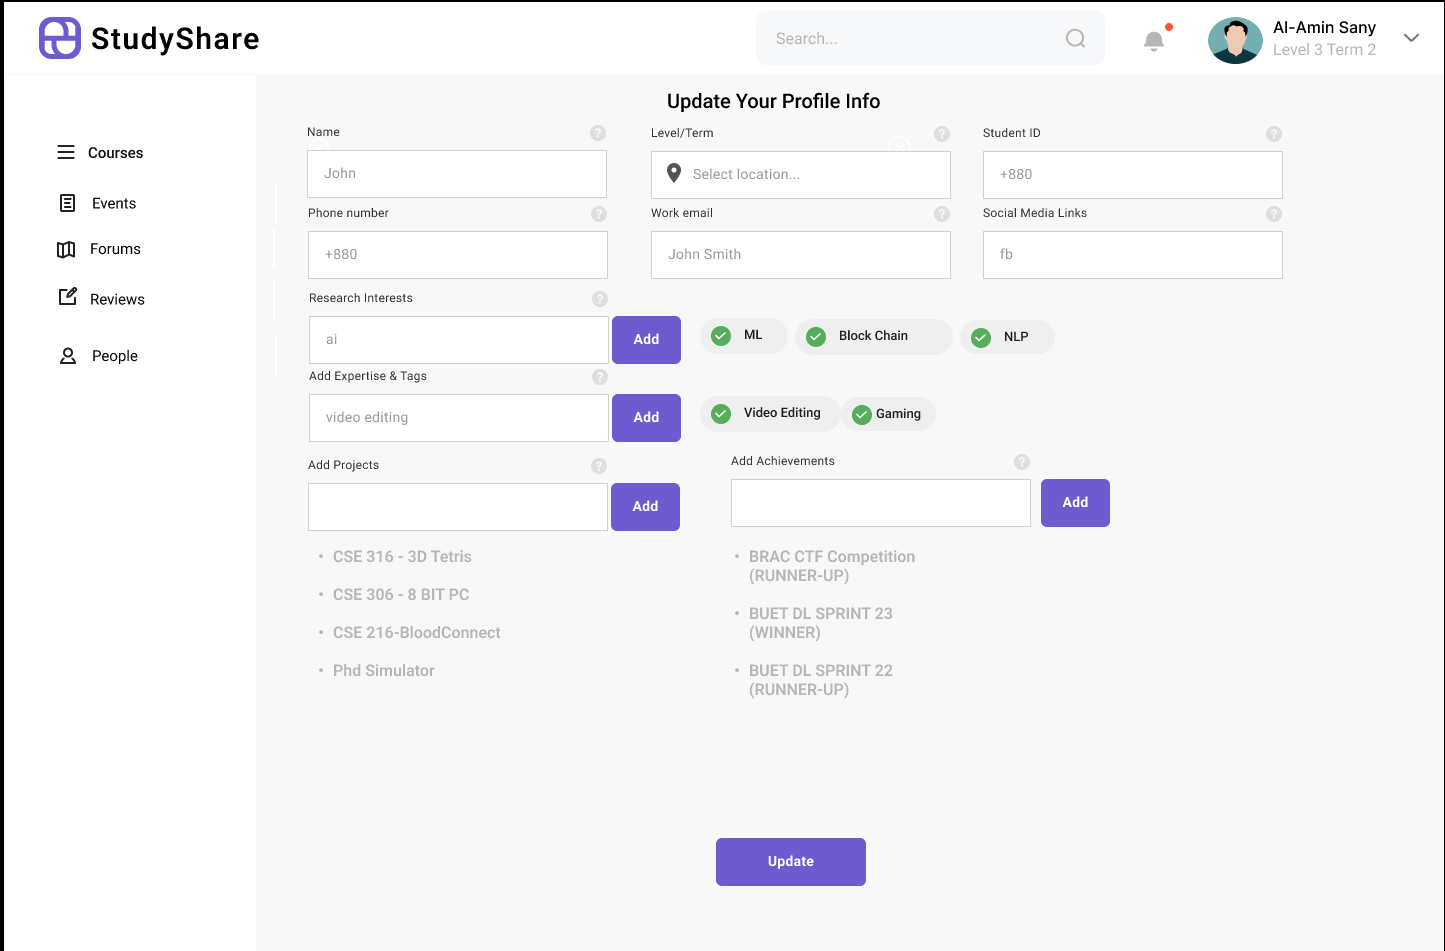 StudyShare
Search...
Al-Amin Sany
Level 3 Term 2
Courses
Events
Forums
Reviews
People
Update Your Profile Info
Name
?
John
Level/Term
?
Select location...
Student ID
?
+880
Phone number
?
+880
Work email
?
John Smith
Social Media Links
?
fb
Research Interests
?
ai
Add
ML
Block Chain
NLP
Add Expertise & Tags
?
video editing
Add
Video Editing
Gaming
Add Projects
?
Add
• CSE 316 - 3D Tetris
• CSE 306 - 8 BIT PC
• CSE 216-BloodConnect
• Phd Simulator
Add Achievements
?
Add
• BRAC CTF Competition
(RUNNER-UP)
• BUET DL SPRINT 23
(WINNER)
• BUET DL SPRINT 22
(RUNNER-UP)
Update